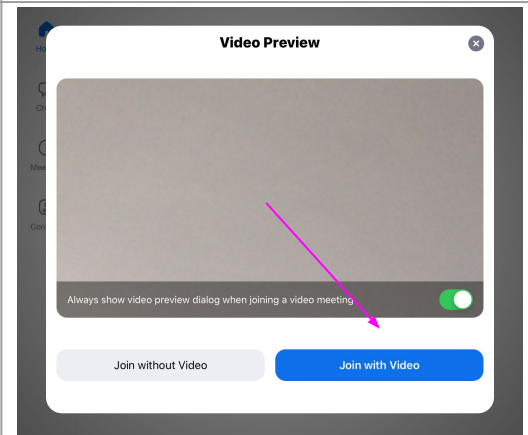 Video Preview
Always show video preview dialog when joining a video meeting
Join without Video
Join with Video